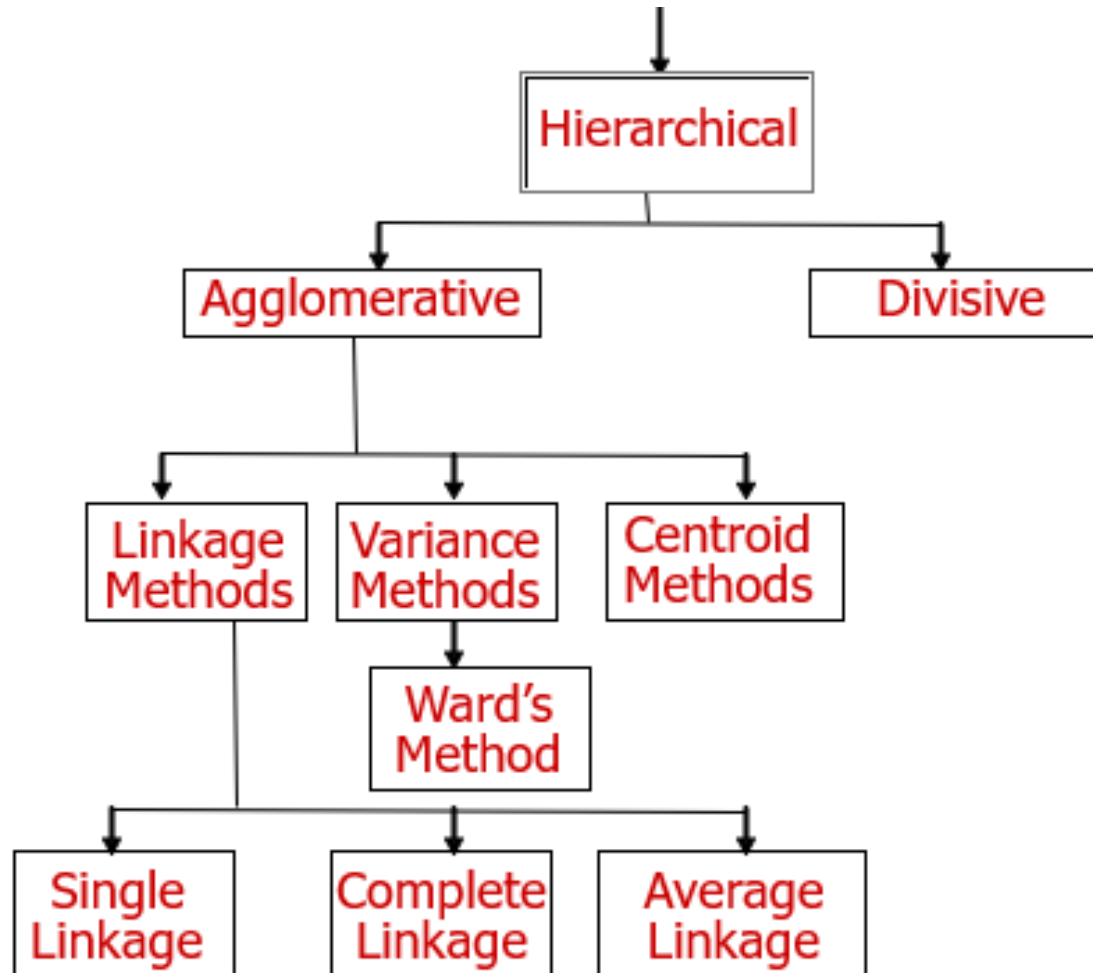 Hierarchical
Agglomerative
Divisive
Linkage
Methods
Variance
Methods
Centroid
Methods
Ward’s
Method
Single
Linkage
Complete
Linkage
Average
Linkage